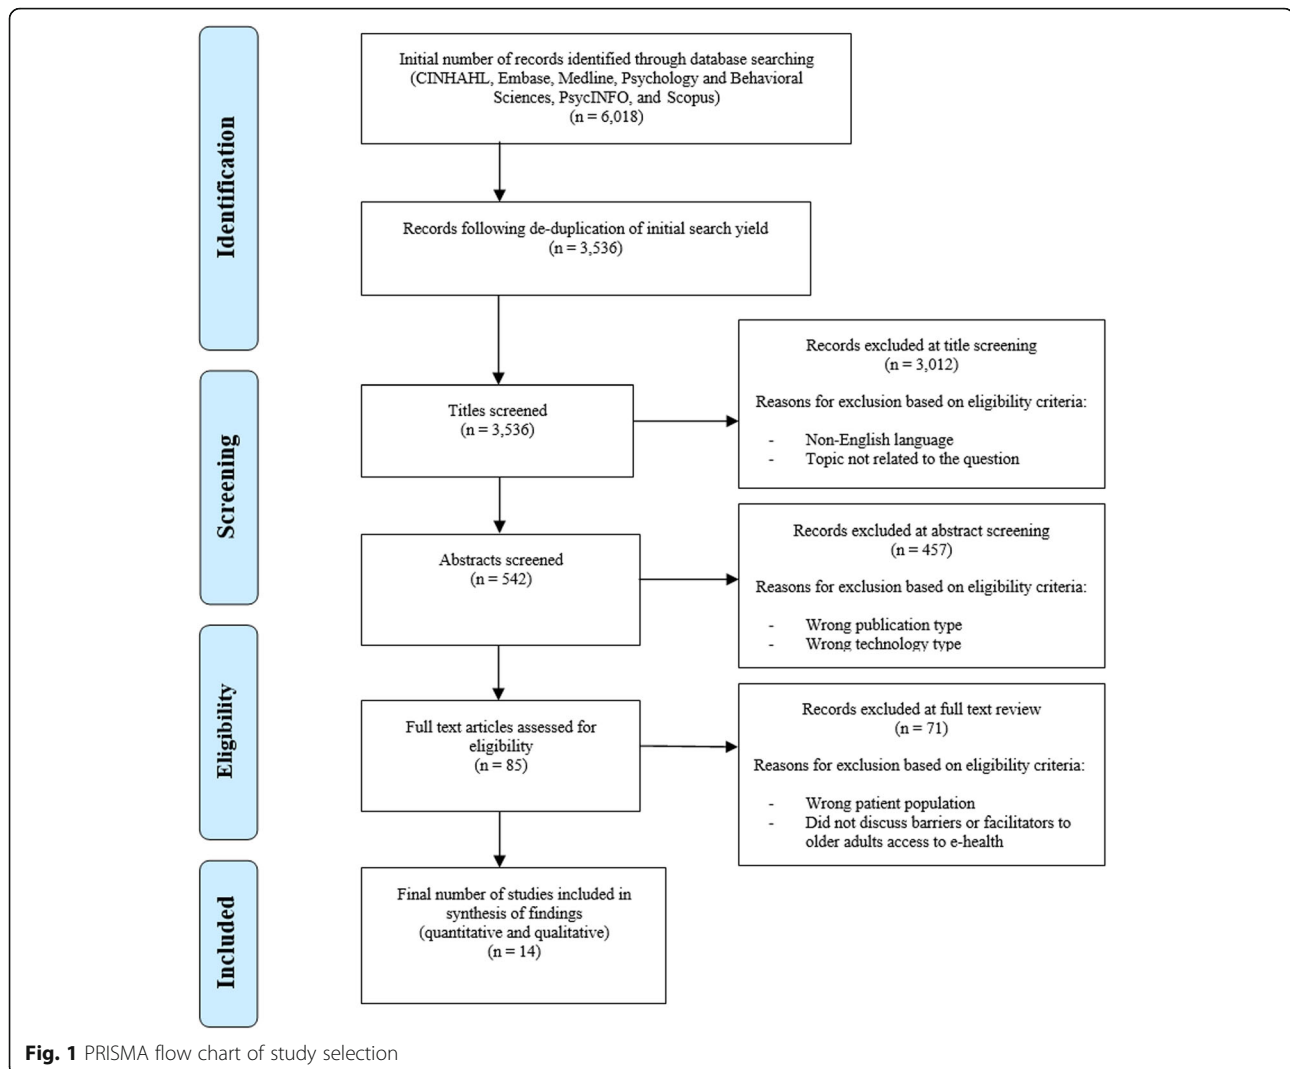 Identification
Initial number of records identified through database searching
(CINHAHL, Embase, Medline, Psychology and Behavioral
Sciences, PsycINFO, and Scopus)
(n = 6,018)
Records following de-duplication of initial search yield
(n = 3,536)
Screening
Titles screened
(n = 3,536)
Records excluded at title screening
(n = 3,012)
Reasons for exclusion based on eligibility criteria:
- Non-English language
- Topic not related to the question
Abstracts screened
(n = 542)
Records excluded at abstract screening
(n = 457)
Reasons for exclusion based on eligibility criteria:
- Wrong publication type
- Wrong technology type
Eligibility
Full text articles assessed for
eligibility
(n = 85)
Records excluded at full text review
(n = 71)
Reasons for exclusion based on eligibility criteria:
- Wrong patient population
- Did not discuss barriers or facilitators to
older adults access to e-health
Included
Final number of studies included in
synthesis of findings
(quantitative and qualitative)
(n = 14)
Fig. 1 PRISMA flow chart of study selection